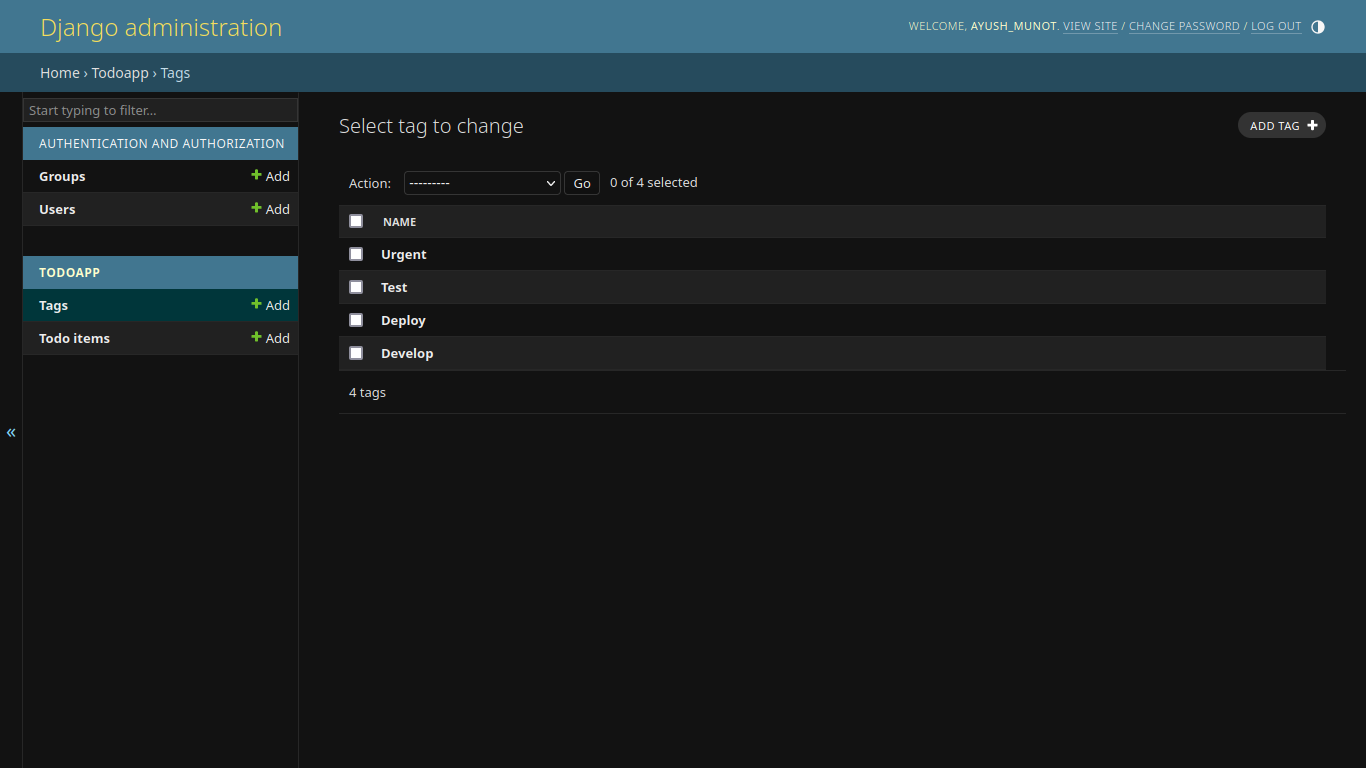 Django administration
WELCOME, AYUSH_MUNOT. VIEW SITE / CHANGE PASSWORD / LOG OUT
Home › Todoapp › Tags
Start typing to filter...
AUTHENTICATION AND AUTHORIZATION
Groups + Add
Users + Add
TODOAPP
Tags + Add
Todo items + Add
«
Select tag to change
ADD TAG +
Action: --------- Go 0 of 4 selected
NAME
Urgent
Test
Deploy
Develop
4 tags